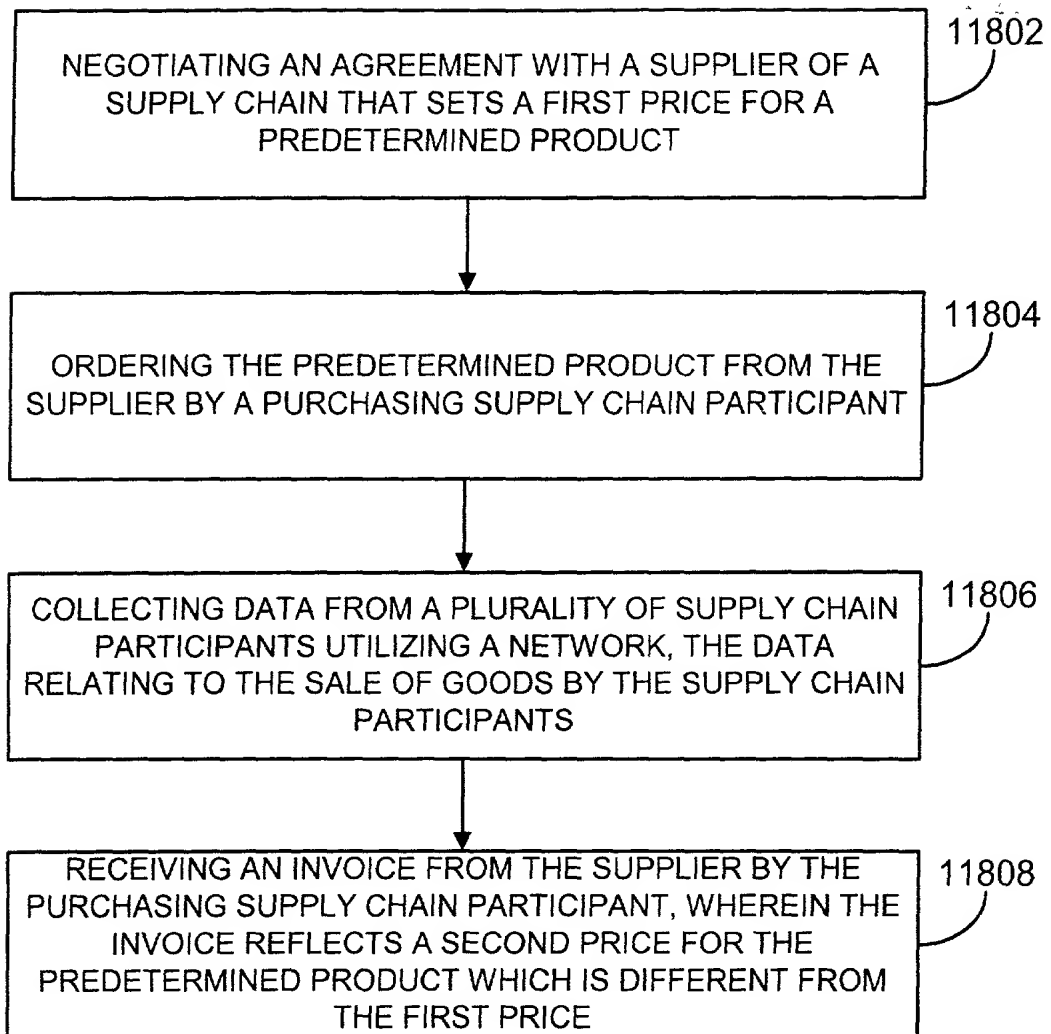 11802
NEGOTIATING AN AGREEMENT WITH A SUPPLIER OF A
SUPPLY CHAIN THAT SETS A FIRST PRICE FOR A
PREDETERMINED PRODUCT
11804
ORDERING THE PREDETERMINED PRODUCT FROM THE
SUPPLIER BY A PURCHASING SUPPLY CHAIN PARTICIPANT
11806
COLLECTING DATA FROM A PLURALITY OF SUPPLY CHAIN
PARTICIPANTS UTILIZING A NETWORK, THE DATA
RELATING TO THE SALE OF GOODS BY THE SUPPLY CHAIN
PARTICIPANTS
11808
RECEIVING AN INVOICE FROM THE SUPPLIER BY THE
PURCHASING SUPPLY CHAIN PARTICIPANT, WHEREIN THE
INVOICE REFLECTS A SECOND PRICE FOR THE
PREDETERMINED PRODUCT WHICH IS DIFFERENT FROM
THE FIRST PRICE